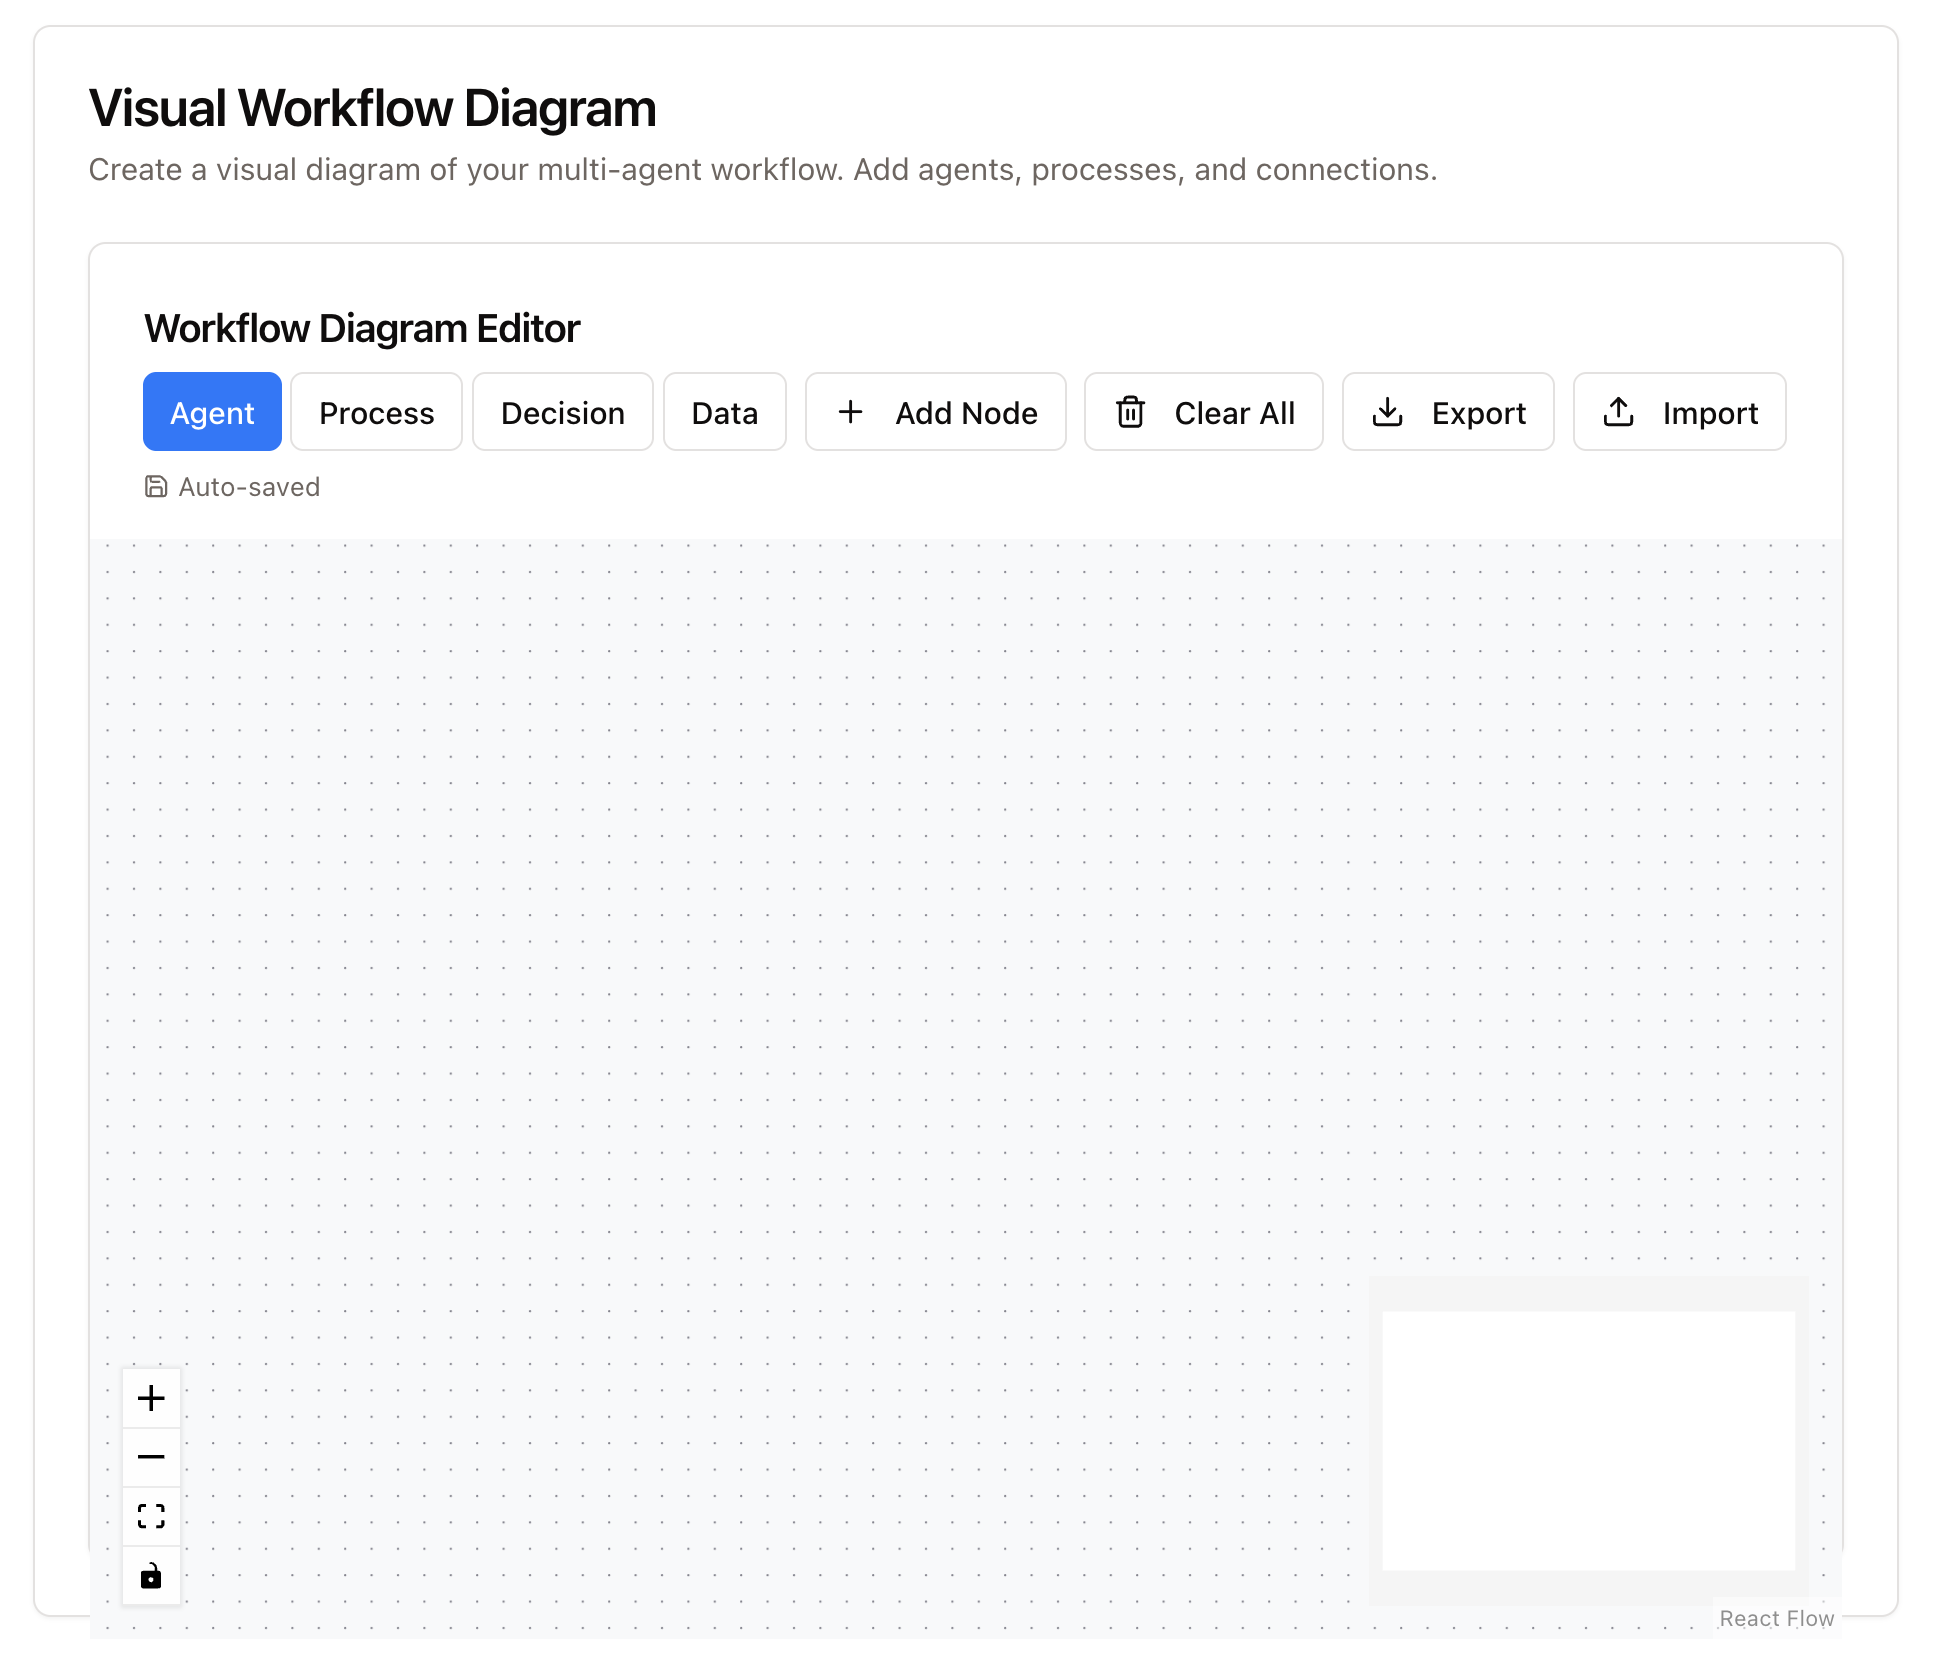 Visual Workflow Diagram
Create a visual diagram of your multi-agent workflow. Add agents, processes, and connections.
Workflow Diagram Editor
Agent Process Decision Data Add Node Clear All Export Import
Auto-saved
React Flow